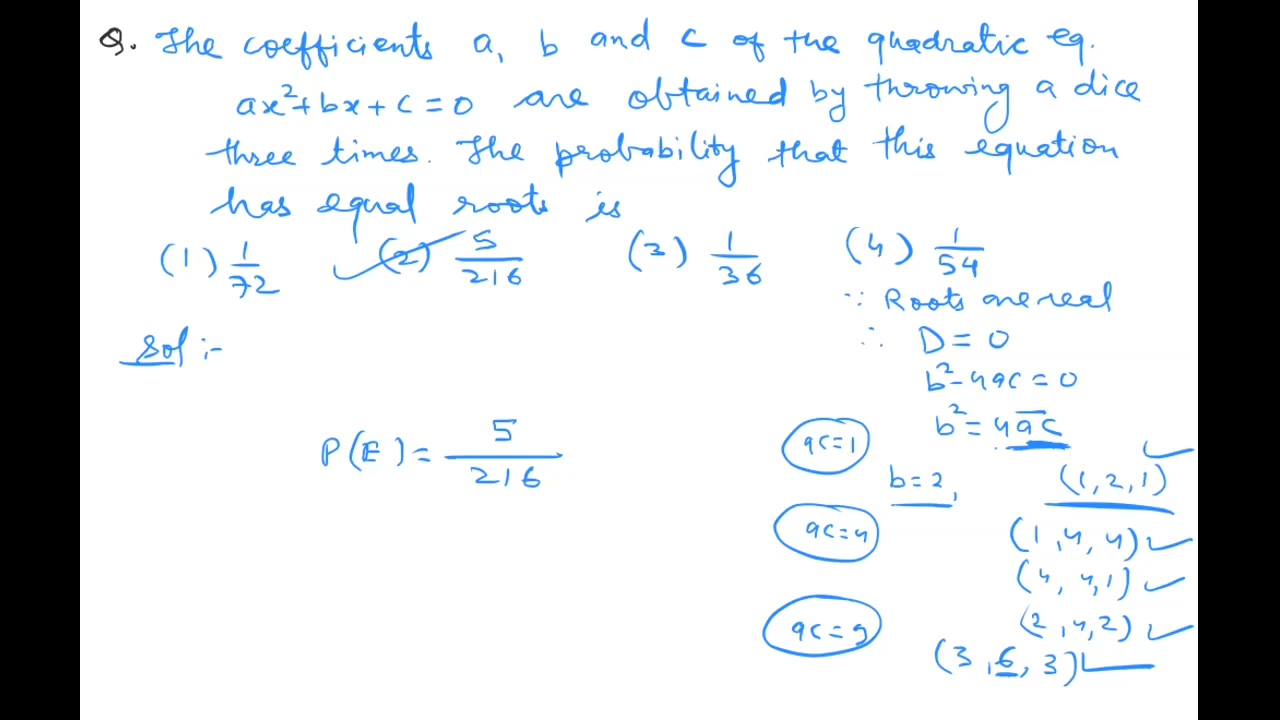 Q. The coefficients a, b and c of the quadratic eq.
ax²+bx+c=0 are obtained by throwing a dice
three times. The probability that this equation
has equal roots is
(1) 1/72 (2) 5/216 (3) 1/36 (4) 1/54
∵ Roots are real
Sol :-
∴ D = 0
b²-4ac=0
b² = 4ac
P(E) = 5/216
ac=1
b=2, (1,2,1)
ac=4
(1,4,4)
(4,4,1)
(2,4,2)
ac=9
(3,6,3)